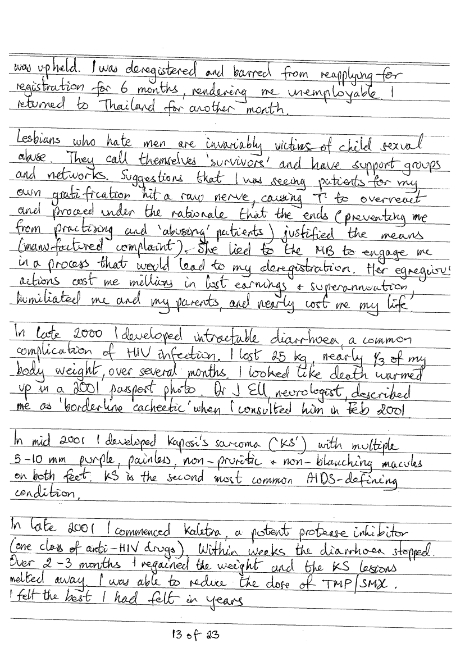 was upheld. I was deregistered and barred from reapplying for
registration for 6 months, rendering me unemployable. I
returned to Thailand for another month.
Lesbians who hate men are invariably victims of child sexual
abuse. They call themselves 'survivors' and have support groups
and networks. Suggestions that I was seeing patients for my
own gratification hit a raw nerve, causing T to overreact
and proceed under the rationale that the ends (preventing me
from practising and 'abusing' patients) justified the means
(manufactured complaint). She lied to the MB to engage me
in a process that would lead to my deregistration. Her egregious
actions cost me millions in lost earnings + superannuation,
humiliated me and my parents, and nearly cost me my life
In late 2000 I developed intractable diarrhoea, a common
complication of HIV infection. I lost 25 kg, nearly 1/3 of my
body weight, over several months. I looked like death warmed
up in a 2001 passport photo. Dr J Ell, neurologist, described
me as 'borderline cachectic' when I consulted him in Feb 2001
In mid 2001 I developed Kaposi's sarcoma ('KS') with multiple
5-10 mm purple, painless, non-pruritic + non-blanching macules
on both feet. KS is the second most common AIDS-defining
condition.
In late 2001 I commenced Kaletra, a potent protease inhibitor
(one class of anti-HIV drugs). Within weeks the diarrhoea stopped.
Over 2-3 months I regained the weight and the KS lesions
melted away. I was able to reduce the dose of TMP/SMX.
I felt the best I had felt in years
13 of 23